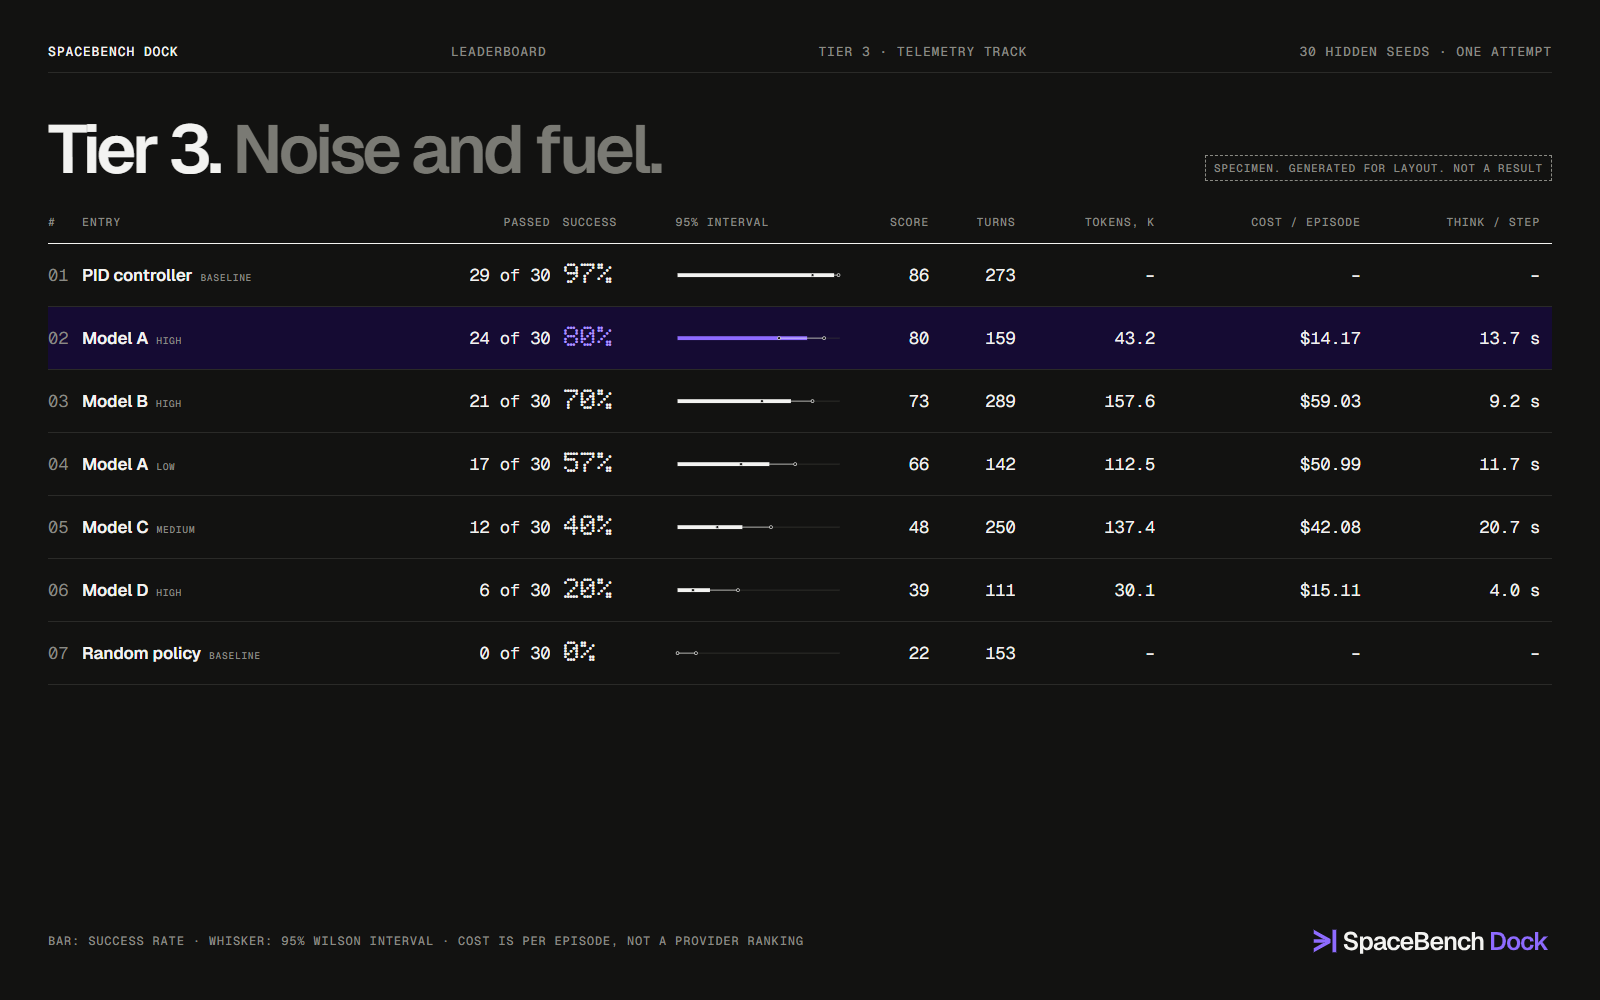 SPACEBENCH DOCK LEADERBOARD TIER 3 · TELEMETRY TRACK 30 HIDDEN SEEDS · ONE ATTEMPT
Tier 3. Noise and fuel.
SPECIMEN. GENERATED FOR LAYOUT. NOT A RESULT
# ENTRY PASSED SUCCESS 95% INTERVAL SCORE TURNS TOKENS, K COST / EPISODE THINK / STEP
01 PID controller BASELINE 29 of 30 97% 86 273 – – –
02 Model A HIGH 24 of 30 80% 80 159 43.2 $14.17 13.7 s
03 Model B HIGH 21 of 30 70% 73 289 157.6 $59.03 9.2 s
04 Model A LOW 17 of 30 57% 66 142 112.5 $50.99 11.7 s
05 Model C MEDIUM 12 of 30 40% 48 250 137.4 $42.08 20.7 s
06 Model D HIGH 6 of 30 20% 39 111 30.1 $15.11 4.0 s
07 Random policy BASELINE 0 of 30 0% 22 153 – – –
BAR: SUCCESS RATE · WHISKER: 95% WILSON INTERVAL · COST IS PER EPISODE, NOT A PROVIDER RANKING
SpaceBench Dock